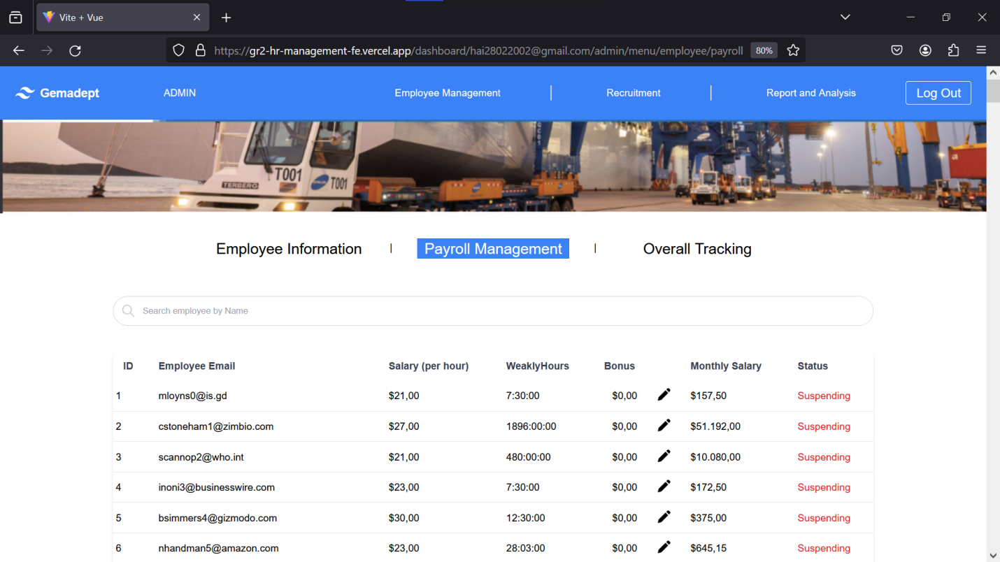 Vite + Vue
https://gr2-hr-management-fe.vercel.app/dashboard/hai28022002@gmail.com/admin/menu/employee/payroll 80%
Gemadept ADMIN Employee Management | Recruitment | Report and Analysis Log Out
T001 T001
TERBERG
Employee Information | Payroll Management | Overall Tracking
Search employee by Name
ID Employee Email Salary (per hour) WeaklyHours Bonus Monthly Salary Status
1 mloyns0@is.gd $21,00 7:30:00 $0,00 $157,50 Suspending
2 cstoneham1@zimbio.com $27,00 1896:00:00 $0,00 $51.192,00 Suspending
3 scannop2@who.int $21,00 480:00:00 $0,00 $10.080,00 Suspending
4 inoni3@businesswire.com $23,00 7:30:00 $0,00 $172,50 Suspending
5 bsimmers4@gizmodo.com $30,00 12:30:00 $0,00 $375,00 Suspending
6 nhandman5@amazon.com $23,00 28:03:00 $0,00 $645,15 Suspending